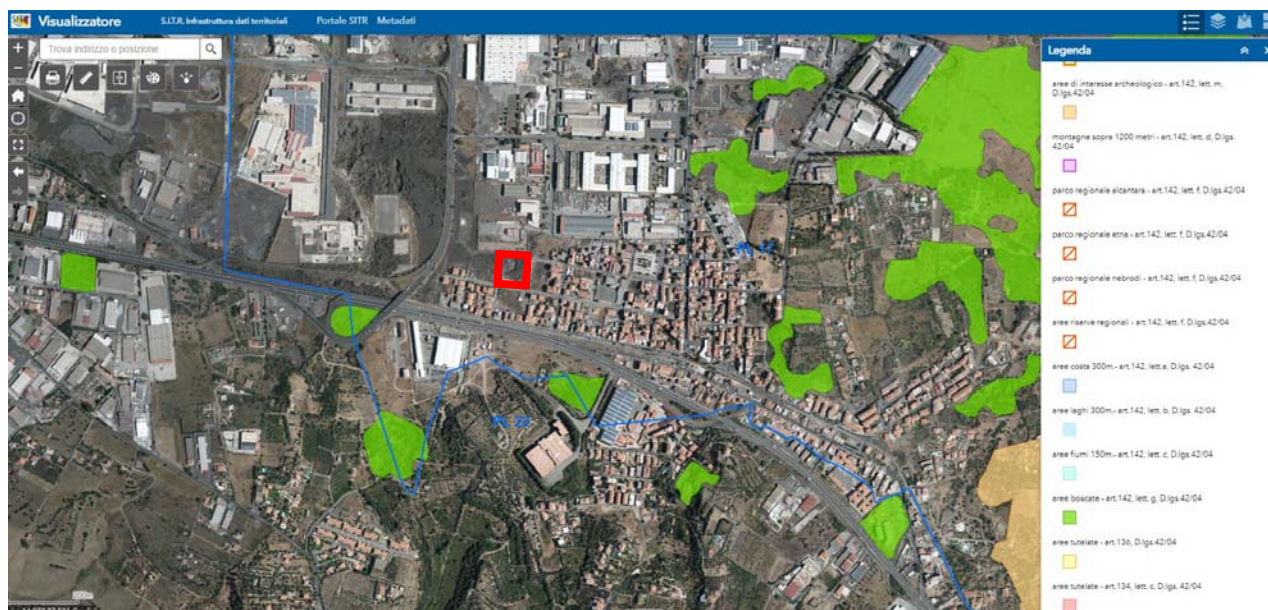 Visualizzatore
S.I.T.R. Infrastruttura dati territoriali
Portale SITR
Metadati
Trova indirizzo o posizione
Legenda
aree di interesse archeologico - art.142, lett. m,
D.lgs.42/04
montagne sopra 1200 metri - art.142, lett. d, D.lgs.
42/04
parco regionale alcantara - art.142, lett. f, D.lgs.42/04
parco regionale etna - art.142, lett. f, D.lgs.42/04
parco regionale nebrodi - art.142, lett. f, D.lgs.42/04
aree riserve regionali - art.142, lett. f, D.lgs.42/04
aree costa 300m.- art.142, lett.a, D.lgs. 42/04
aree laghi 300m.- art.142, lett. b, D.lgs. 42/04
aree fiumi 150m.- art.142, lett. c, D.lgs.42/04
aree boscate - art.142, lett. g, D.lgs.42/04
aree tutelate - art.136, D.lgs.42/04
aree tutelate - art.134, lett. c, D.lgs. 42/04